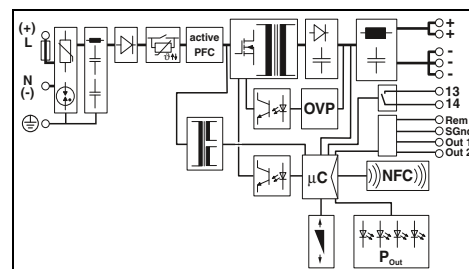 (+)
L
N
(-)
ϑ
active
PFC
OVP
µC
NFC
P Out
+
+
-
-
-
13
14
Rem
SGnd
Out 1
Out 2